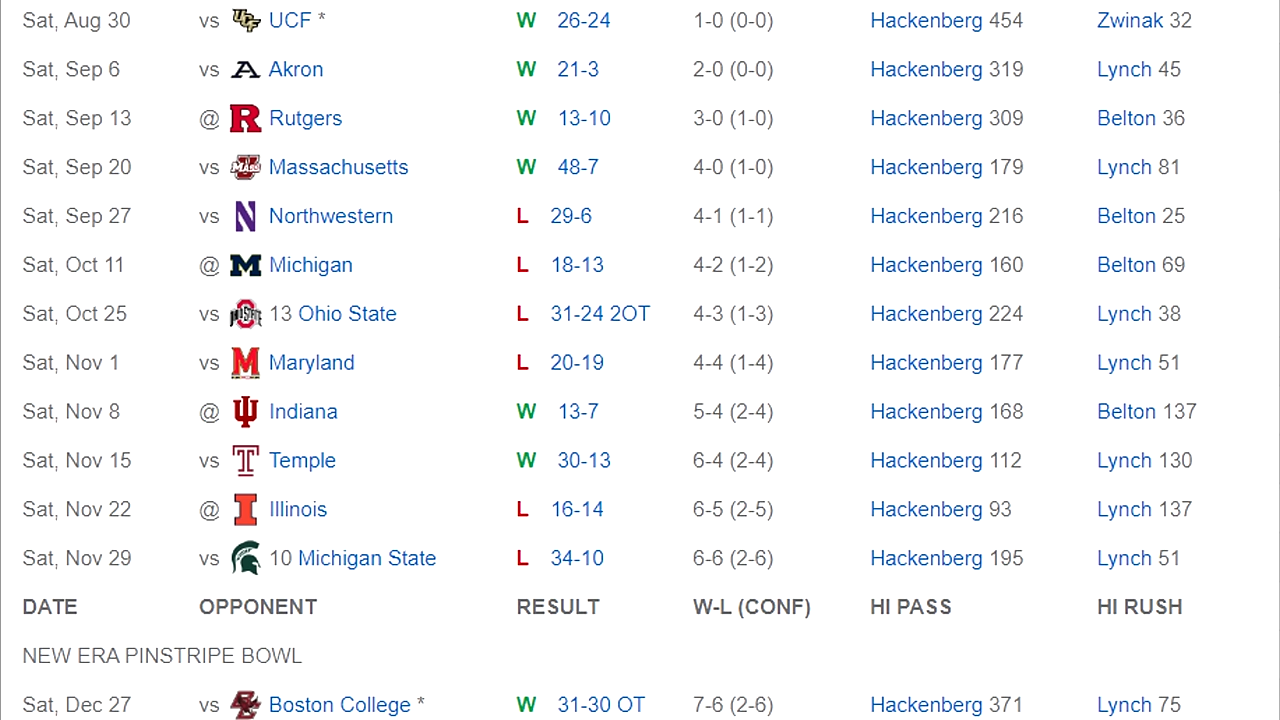 Sat, Aug 30 vs UCF UCF * W 26-24 1-0 (0-0) Hackenberg 454 Zwinak 32
Sat, Sep 6 vs A Akron W 21-3 2-0 (0-0) Hackenberg 319 Lynch 45
Sat, Sep 13 @ R Rutgers W 13-10 3-0 (1-0) Hackenberg 309 Belton 36
Sat, Sep 20 vs MASS Massachusetts W 48-7 4-0 (1-0) Hackenberg 179 Lynch 81
Sat, Sep 27 vs N Northwestern L 29-6 4-1 (1-1) Hackenberg 216 Belton 25
Sat, Oct 11 @ M Michigan L 18-13 4-2 (1-2) Hackenberg 160 Belton 69
Sat, Oct 25 vs 13 Ohio State L 31-24 2OT 4-3 (1-3) Hackenberg 224 Lynch 38
Sat, Nov 1 vs M Maryland L 20-19 4-4 (1-4) Hackenberg 177 Lynch 51
Sat, Nov 8 @ Indiana W 13-7 5-4 (2-4) Hackenberg 168 Belton 137
Sat, Nov 15 vs T Temple W 30-13 6-4 (2-4) Hackenberg 112 Lynch 130
Sat, Nov 22 @ I Illinois L 16-14 6-5 (2-5) Hackenberg 93 Lynch 137
Sat, Nov 29 vs 10 Michigan State L 34-10 6-6 (2-6) Hackenberg 195 Lynch 51
DATE OPPONENT RESULT W-L (CONF) HI PASS HI RUSH
NEW ERA PINSTRIPE BOWL
Sat, Dec 27 vs BC Boston College * W 31-30 OT 7-6 (2-6) Hackenberg 371 Lynch 75